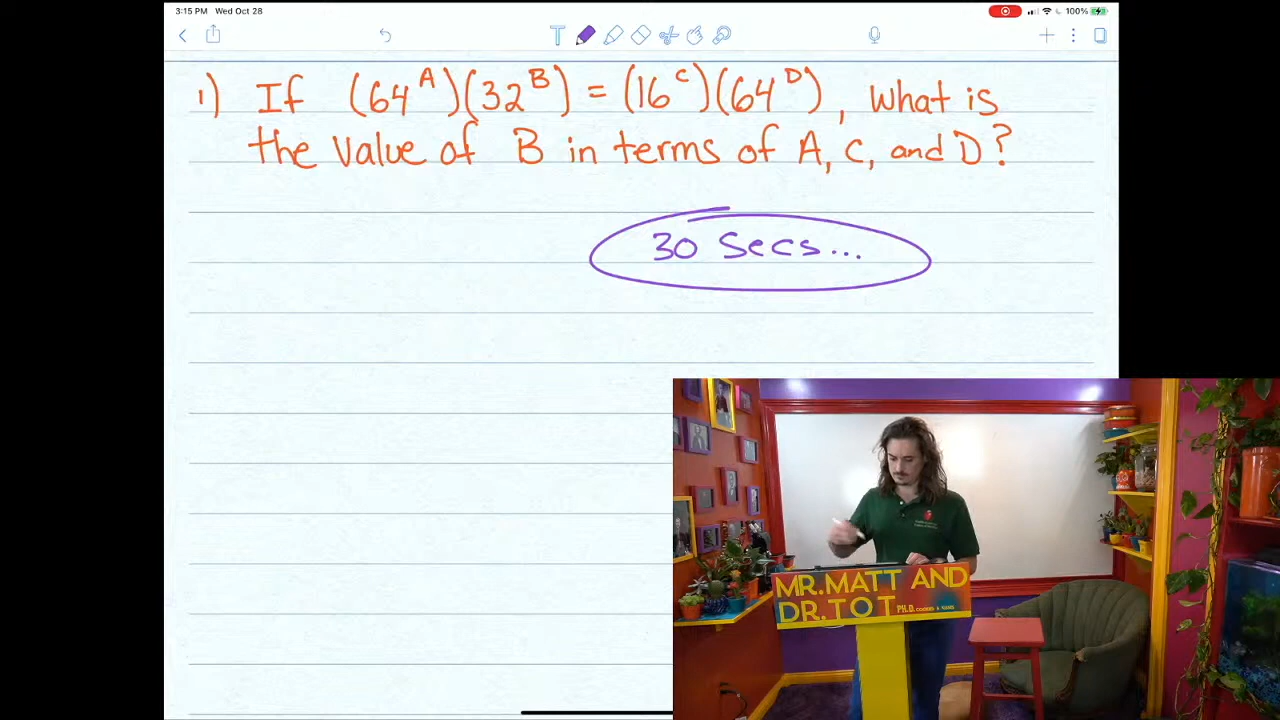 3:15 PM Wed Oct 28
100%
1) If (64^A)(32^B) = (16^C)(64^D), what is
the value of B in terms of A, C, and D?
30 Secs...
MR.MATT AND
DR.TOT PH.D.